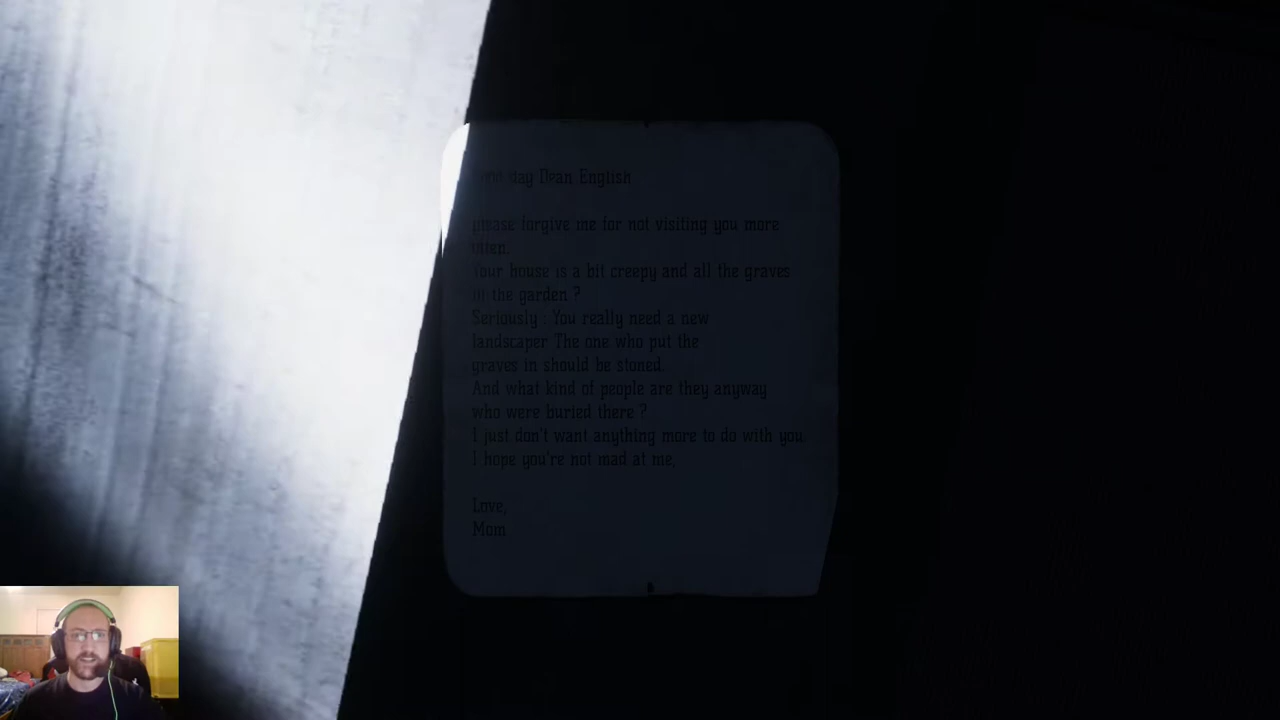 day Dean English
please forgive me for not visiting you more
often.
Your house is a bit creepy and all the graves
in the garden ?
Seriously : You really need a new
landscaper The one who put the
graves in should be stoned.
And what kind of people are they anyway
who were buried there ?
I just don't want anything more to do with you
I hope you're not mad at me,
Love,
Mom